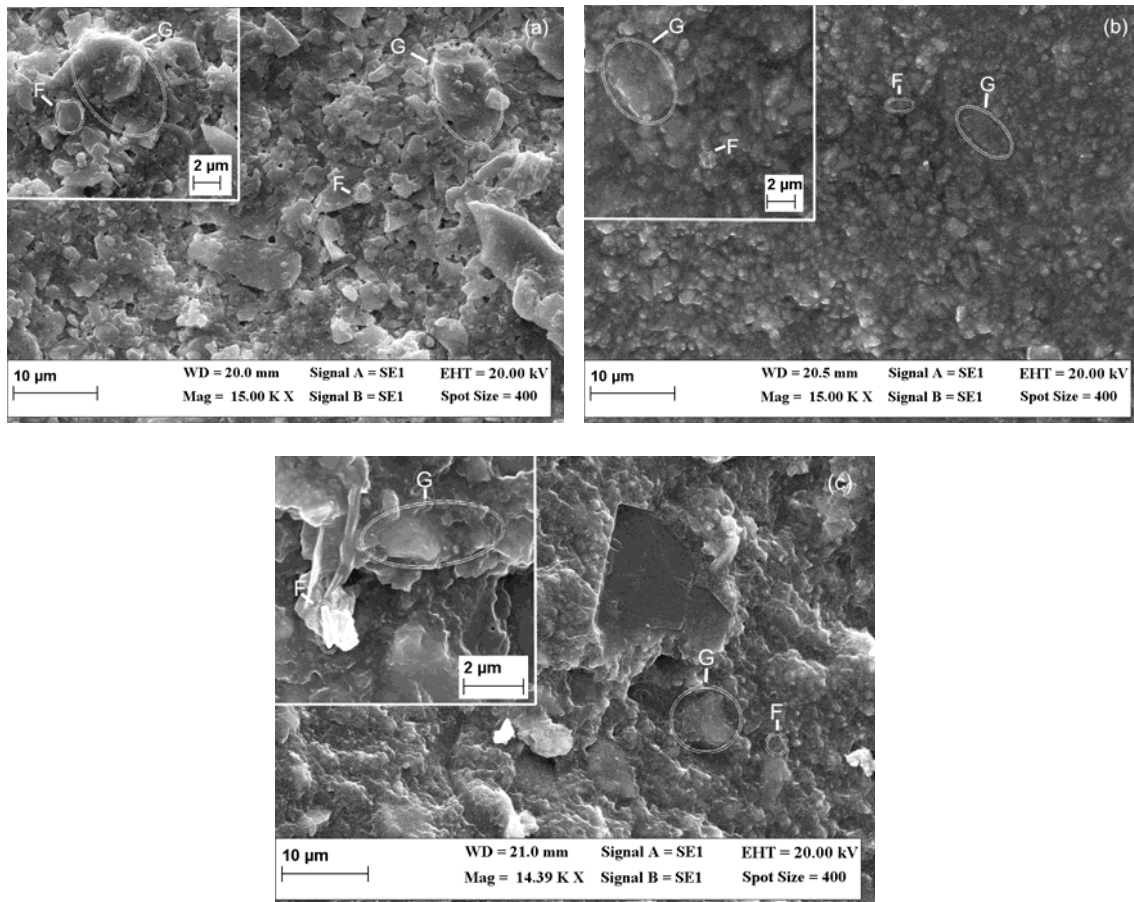 (a)
G
G
F
F
2 µm
10 µm
WD = 20.0 mm Signal A = SE1 EHT = 20.00 kV
Mag = 15.00 K X Signal B = SE1 Spot Size = 400
(b)
G
F
G
F
2 µm
10 µm
WD = 20.5 mm Signal A = SE1 EHT = 20.00 kV
Mag = 15.00 K X Signal B = SE1 Spot Size = 400
(c)
G
F
2 µm
G
F
10 µm
WD = 21.0 mm Signal A = SE1 EHT = 20.00 kV
Mag = 14.39 K X Signal B = SE1 Spot Size = 400